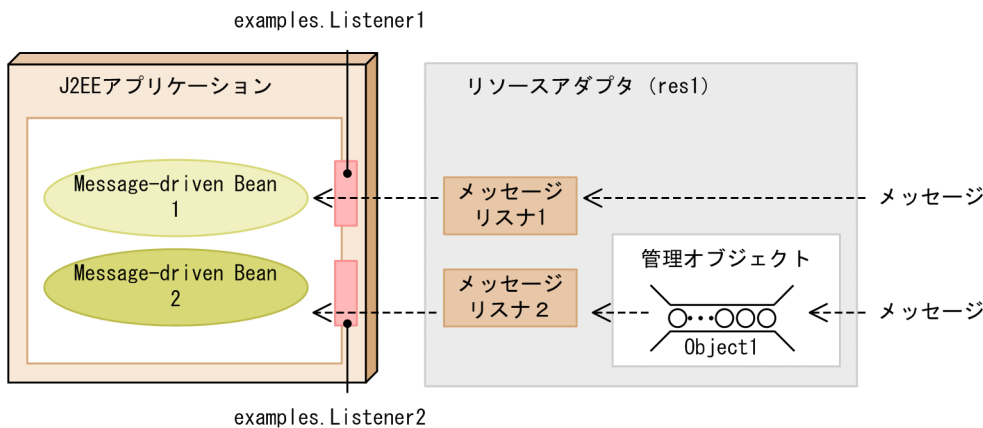 examples.Listener1
J2EEアプリケーション
リソースアダプタ（res1）
Message-driven Bean
1
メッセージ
リスナ1
メッセージ
管理オブジェクト
Message-driven Bean
2
メッセージ
リスナ２
Object1
メッセージ
examples.Listener2